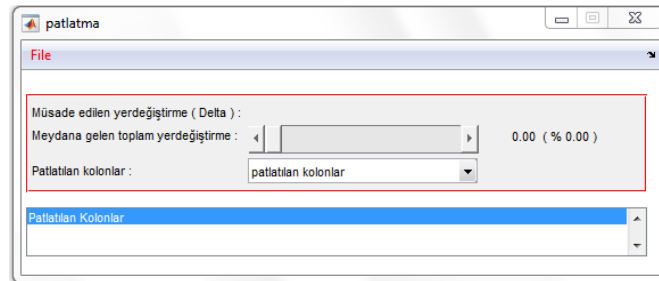 patlatma
File
Müsade edilen yerdeğiştirme ( Delta ) :
Meydana gelen toplam yerdeğiştirme : 0.00 ( % 0.00 )
Patlatılan kolonlar : patlatılan kolonlar
Patlatılan Kolonlar